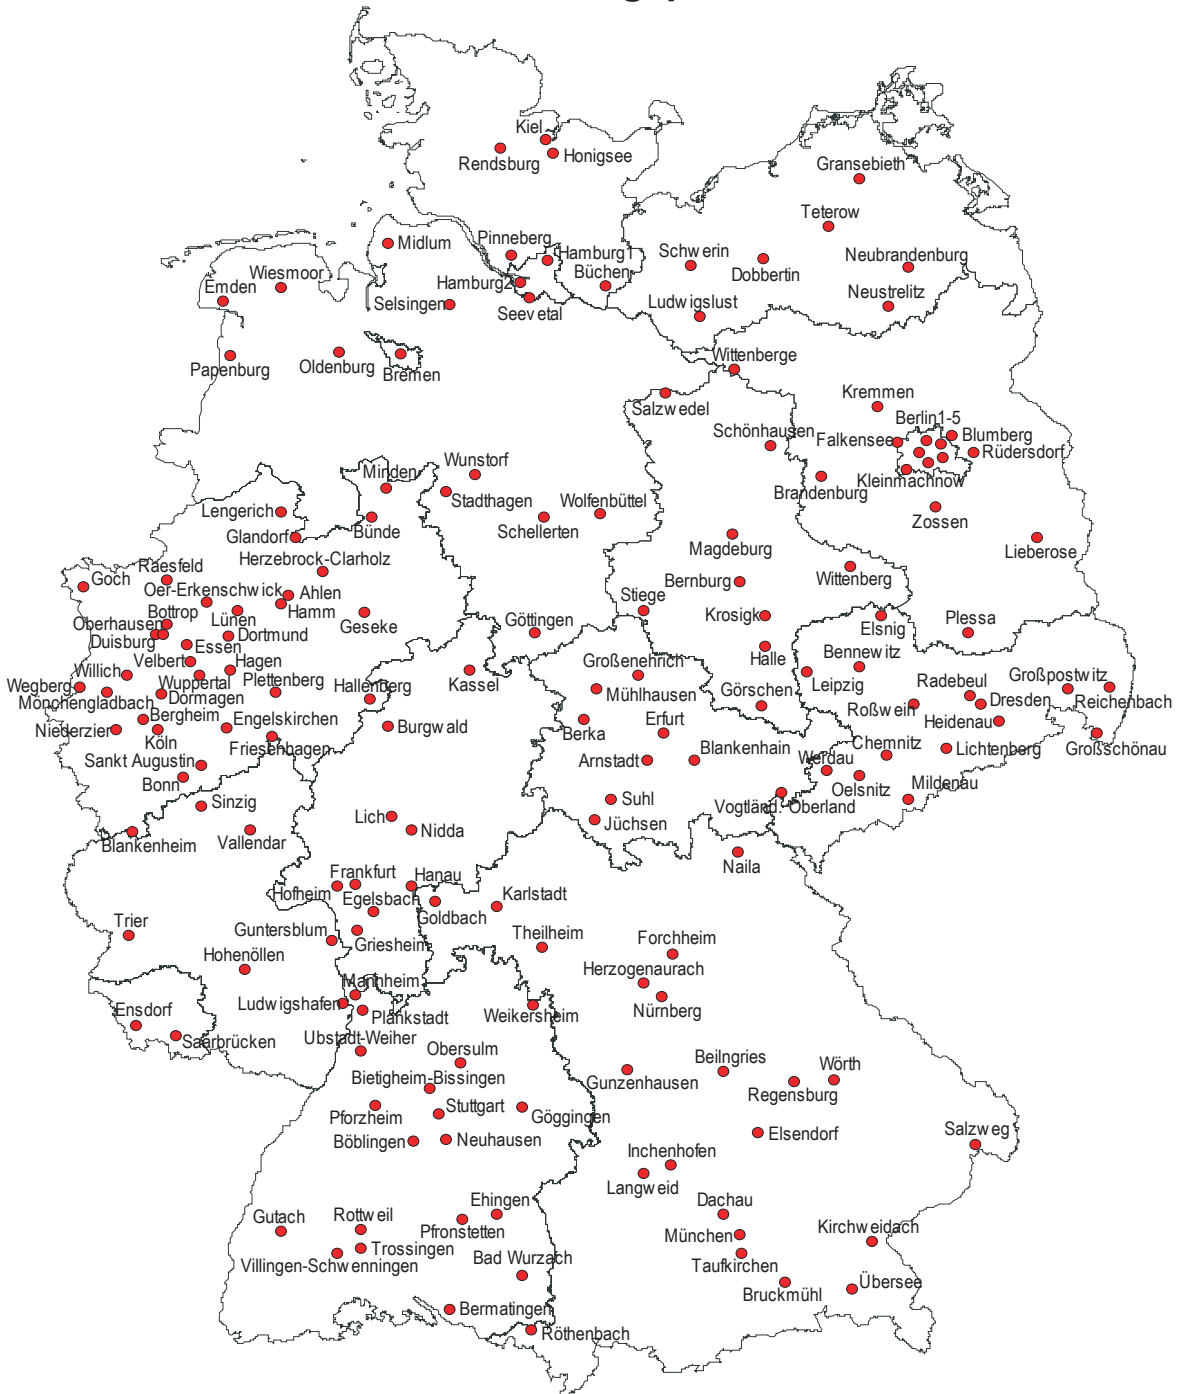 Kiel
Rendsburg
Honigsee
Gransebieth
Teterow
Midlum
Pinneberg
Hamburg1
Schwerin
Dobbertin
Neubrandenburg
Wiesmoor
Emden
Hamburg2
Büchen
Selsingen
Seevetal
Ludwigslust
Neustrelitz
Papenburg
Oldenburg
Bremen
Wittenberge
Salzwedel
Kremmen
Schönhausen
Berlin1-5
Falkensee
Blumberg
Rüdersdorf
Kleinmachnow
Brandenburg
Minden
Wunstorf
Stadthagen
Wolfenbüttel
Schellerten
Zossen
Lengerich
Bünde
Glandorf
Magdeburg
Lieberose
Herzebrock-Clarholz
Raesfeld
Goch
Oer-Erkenschwick
Ahlen
Hamm
Bernburg
Wittenberg
Bottrop
Lünen
Geseke
Stiege
Krosigk
Elsnig
Plessa
Oberhausen
Duisburg
Essen
Dortmund
Göttingen
Velbert
Hagen
Halle
Bennewitz
Willich
Wuppertal
Plettenberg
Hallenberg
Kassel
Großenehrich
Mühlhausen
Görschen
Leipzig
Radebeul
Großpostwitz
Reichenbach
Wegberg
Mönchengladbach
Dormagen
Roßwein
Dresden
Heidenau
Bergheim
Engelskirchen
Burgwald
Berka
Erfurt
Niederzier
Köln
Friesenhagen
Großschönau
Sankt Augustin
Arnstadt
Blankenhain
Werdau
Chemnitz
Lichtenberg
Bonn
Oelsnitz
Mildenau
Sinzig
Suhl
Vogtländ. Oberland
Lich
Nidda
Jüchsen
Blankenheim
Vallendar
Naila
Frankfurt
Hanau
Hofheim
Egelsbach
Karlstadt
Goldbach
Trier
Guntersblum
Griesheim
Theilheim
Forchheim
Hohenöllen
Herzogenaurach
Mannheim
Ludwigshafen
Plankstadt
Weikersheim
Nürnberg
Ensdorf
Saarbrücken
Ubstadt-Weiher
Obersulm
Beilngries
Wörth
Gunzenhausen
Regensburg
Bietigheim-Bissingen
Pforzheim
Stuttgart
Göggingen
Böblingen
Neuhausen
Elsendorf
Salzweg
Inchenhofen
Langweid
Ehingen
Dachau
Gutach
Rottweil
Pfronstetten
München
Kirchweidach
Trossingen
Villingen-Schwenningen
Bad Wurzach
Taufkirchen
Bruckmühl
Übersee
Bermatingen
Röthenbach